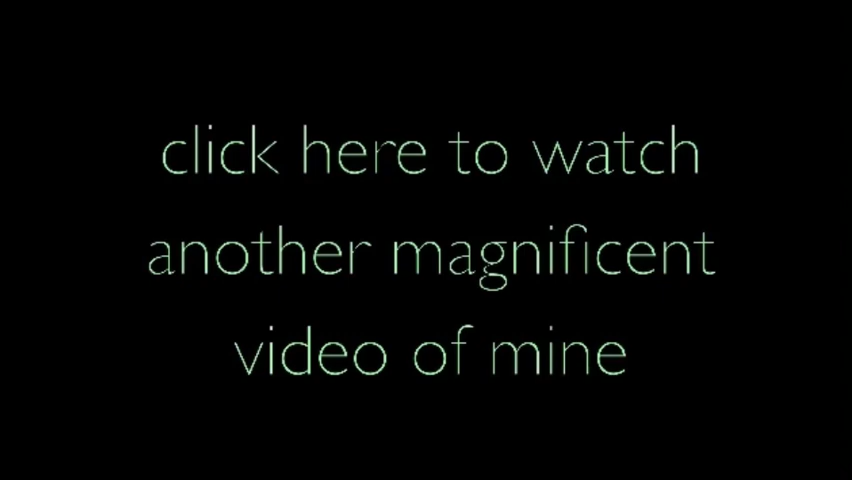 click here to watch
another magnificent
video of mine